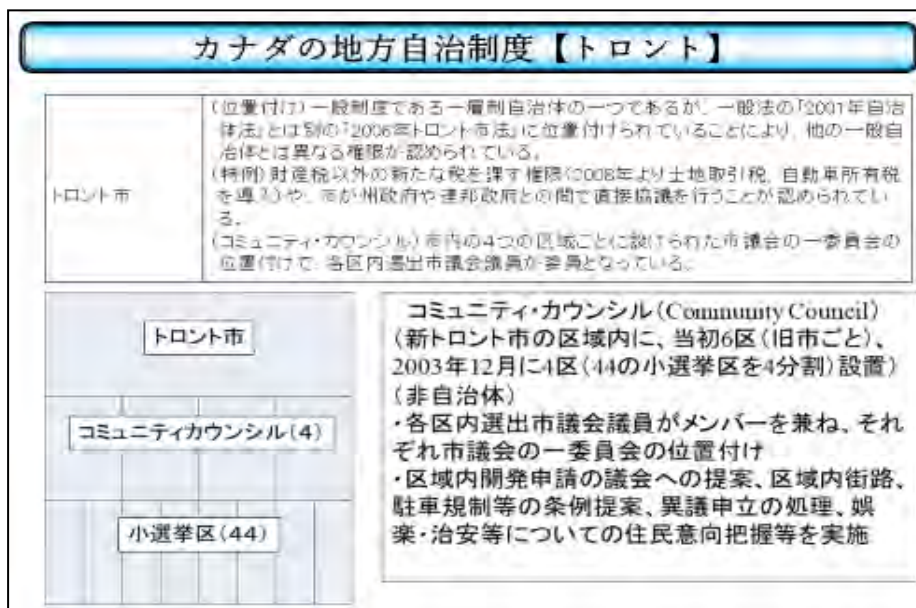 カナダの地方自治制度【トロント】
トロント市
(位置付け)一般制度である一層制自治体の一つであるが、一般法の「2001年自治
体法」とは別の「2006年トロント市法」に位置付けられていることにより、他の一般自
治体とは異なる権限が認められている。
(特例)財産税以外の新たな税を課す権限(2008年より土地取引税、自動車所有税
を導入)や、市が州政府や連邦政府との間で直接協議を行うことが認められてい
る。
(コミュニティ・カウンシル)市内の4つの区域ごとに設けられた市議会の一委員会の
位置付けで、各区内選出市議会議員が委員となっている。
トロント市
コミュニティカウンシル(4)
小選挙区(44)
コミュニティ・カウンシル(Community Council)
(新トロント市の区域内に、当初6区(旧市ごと)、
2003年12月に4区(44の小選挙区を4分割)設置)
(非自治体)
・各区内選出市議会議員がメンバーを兼ね、それ
ぞれ市議会の一委員会の位置付け
・区域内開発申請の議会への提案、区域内街路、
駐車規制等の条例提案、異議申立の処理、娯
楽・治安等についての住民意向把握等を実施